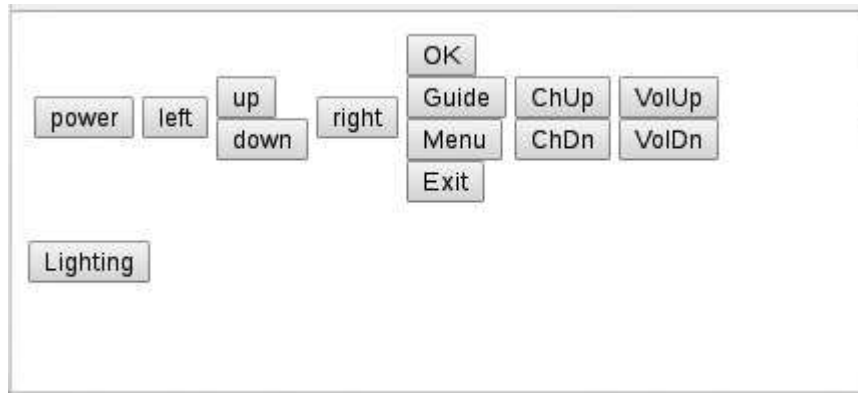 OK
power left up right Guide ChUp VolUp
down Menu ChDn VolDn
Exit
Lighting